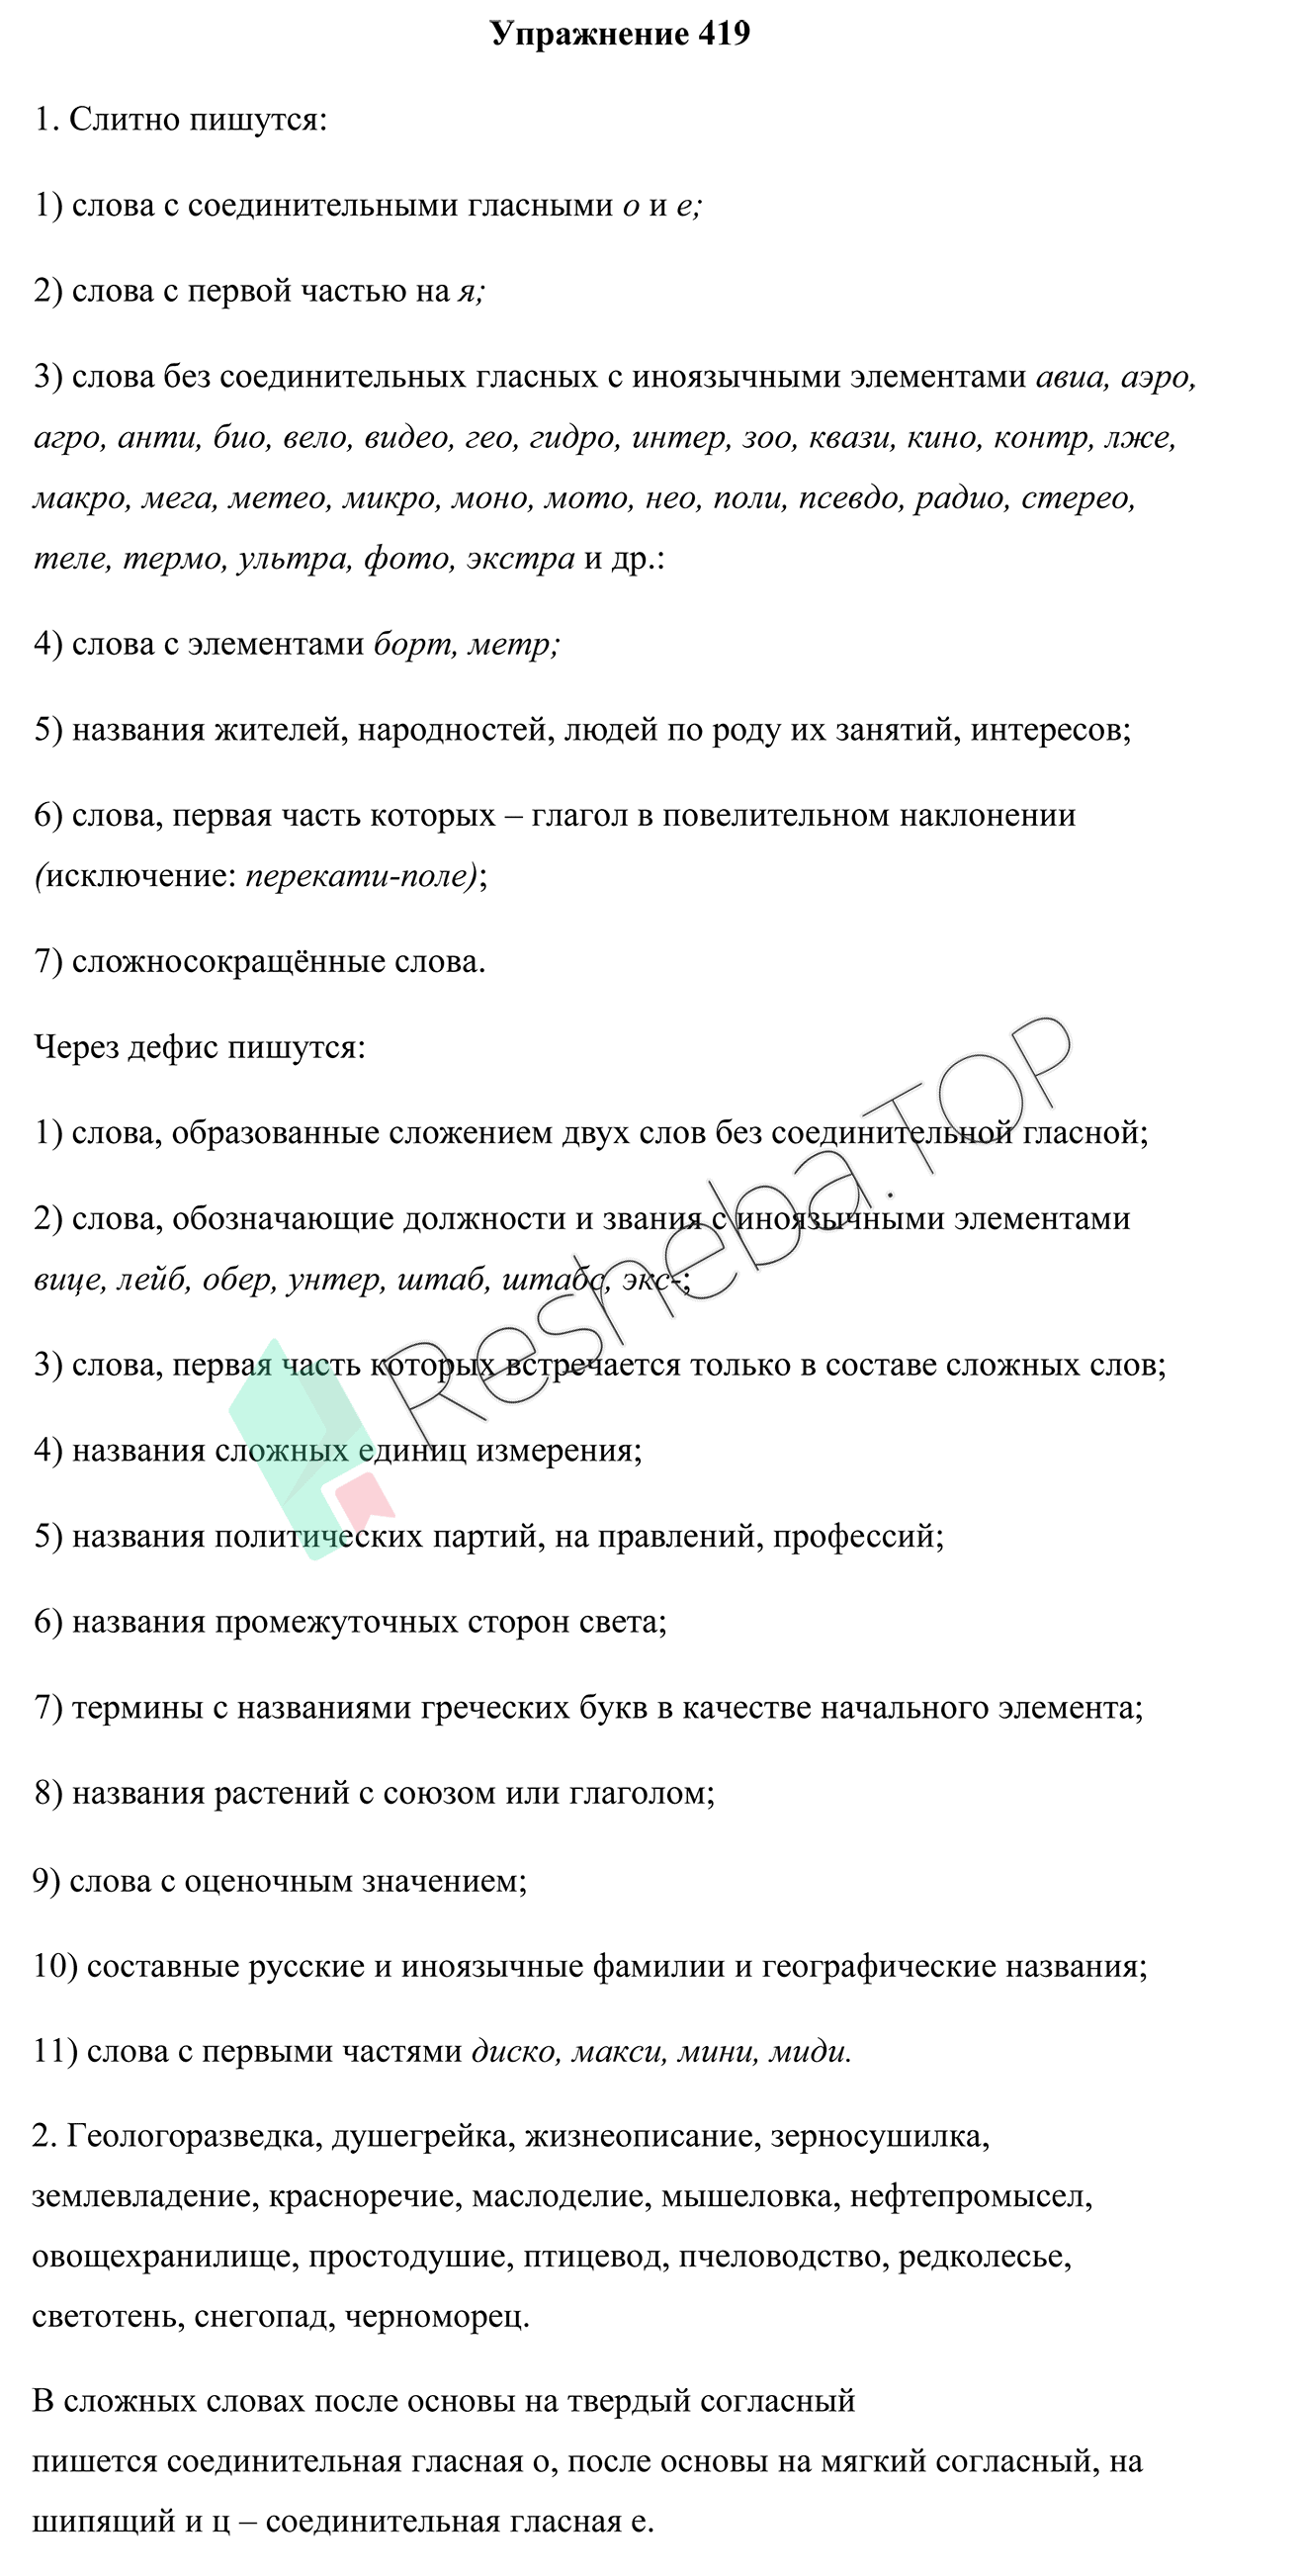 Упражнение 419
1. Слитно пишутся:
1) слова с соединительными гласными о и е;
2) слова с первой частью на я;
3) слова без соединительных гласных с иноязычными элементами авиа, аэро,
агро, анти, био, вело, видео, гео, гидро, интер, зоо, квази, кино, контр, лже,
макро, мега, метео, микро, моно, мото, нео, поли, псевдо, радио, стерео,
теле, термо, ультра, фото, экстра и др.:
4) слова с элементами борт, метр;
5) названия жителей, народностей, людей по роду их занятий, интересов;
6) слова, первая часть которых – глагол в повелительном наклонении
(исключение: перекати-поле);
7) сложносокращённые слова.
Через дефис пишутся:
1) слова, образованные сложением двух слов без соединительной гласной;
2) слова, обозначающие должности и звания с иноязычными элементами
вице, лейб, обер, унтер, штаб, штабс, экс-;
3) слова, первая часть которых встречается только в составе сложных слов;
4) названия сложных единиц измерения;
5) названия политических партий, на правлений, профессий;
6) названия промежуточных сторон света;
7) термины с названиями греческих букв в качестве начального элемента;
8) названия растений с союзом или глаголом;
9) слова с оценочным значением;
10) составные русские и иноязычные фамилии и географические названия;
11) слова с первыми частями диско, макси, мини, миди.
2. Геологоразведка, душегрейка, жизнеописание, зерносушилка,
землевладение, красноречие, маслоделие, мышеловка, нефтепромысел,
овощехранилище, простодушие, птицевод, пчеловодство, редколесье,
светотень, снегопад, черноморец.
В сложных словах после основы на твердый согласный
пишется соединительная гласная о, после основы на мягкий согласный, на
шипящий и ц – соединительная гласная е.
Resheba.TOP